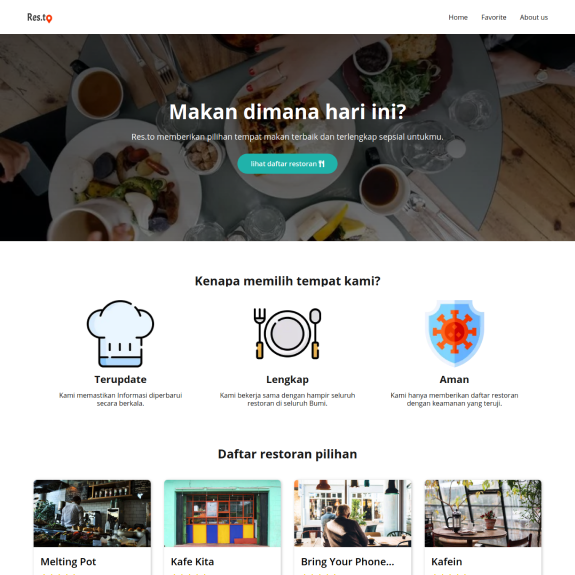 Res.to
Home Favorite About us
Makan dimana hari ini?
Res.to memberikan pilihan tempat makan terbaik dan terlengkap sepsial untukmu.
lihat daftar restoran
Kenapa memilih tempat kami?
Terupdate
Kami memastikan Informasi diperbarui
secara berkala.
Lengkap
Kami bekerja sama dengan hampir seluruh
restoran di seluruh Bumi.
Aman
Kami hanya memberikan daftar restoran
dengan keamanan yang teruji.
Daftar restoran pilihan
Melting Pot
Kafe Kita
Bring Your Phone...
Kafein